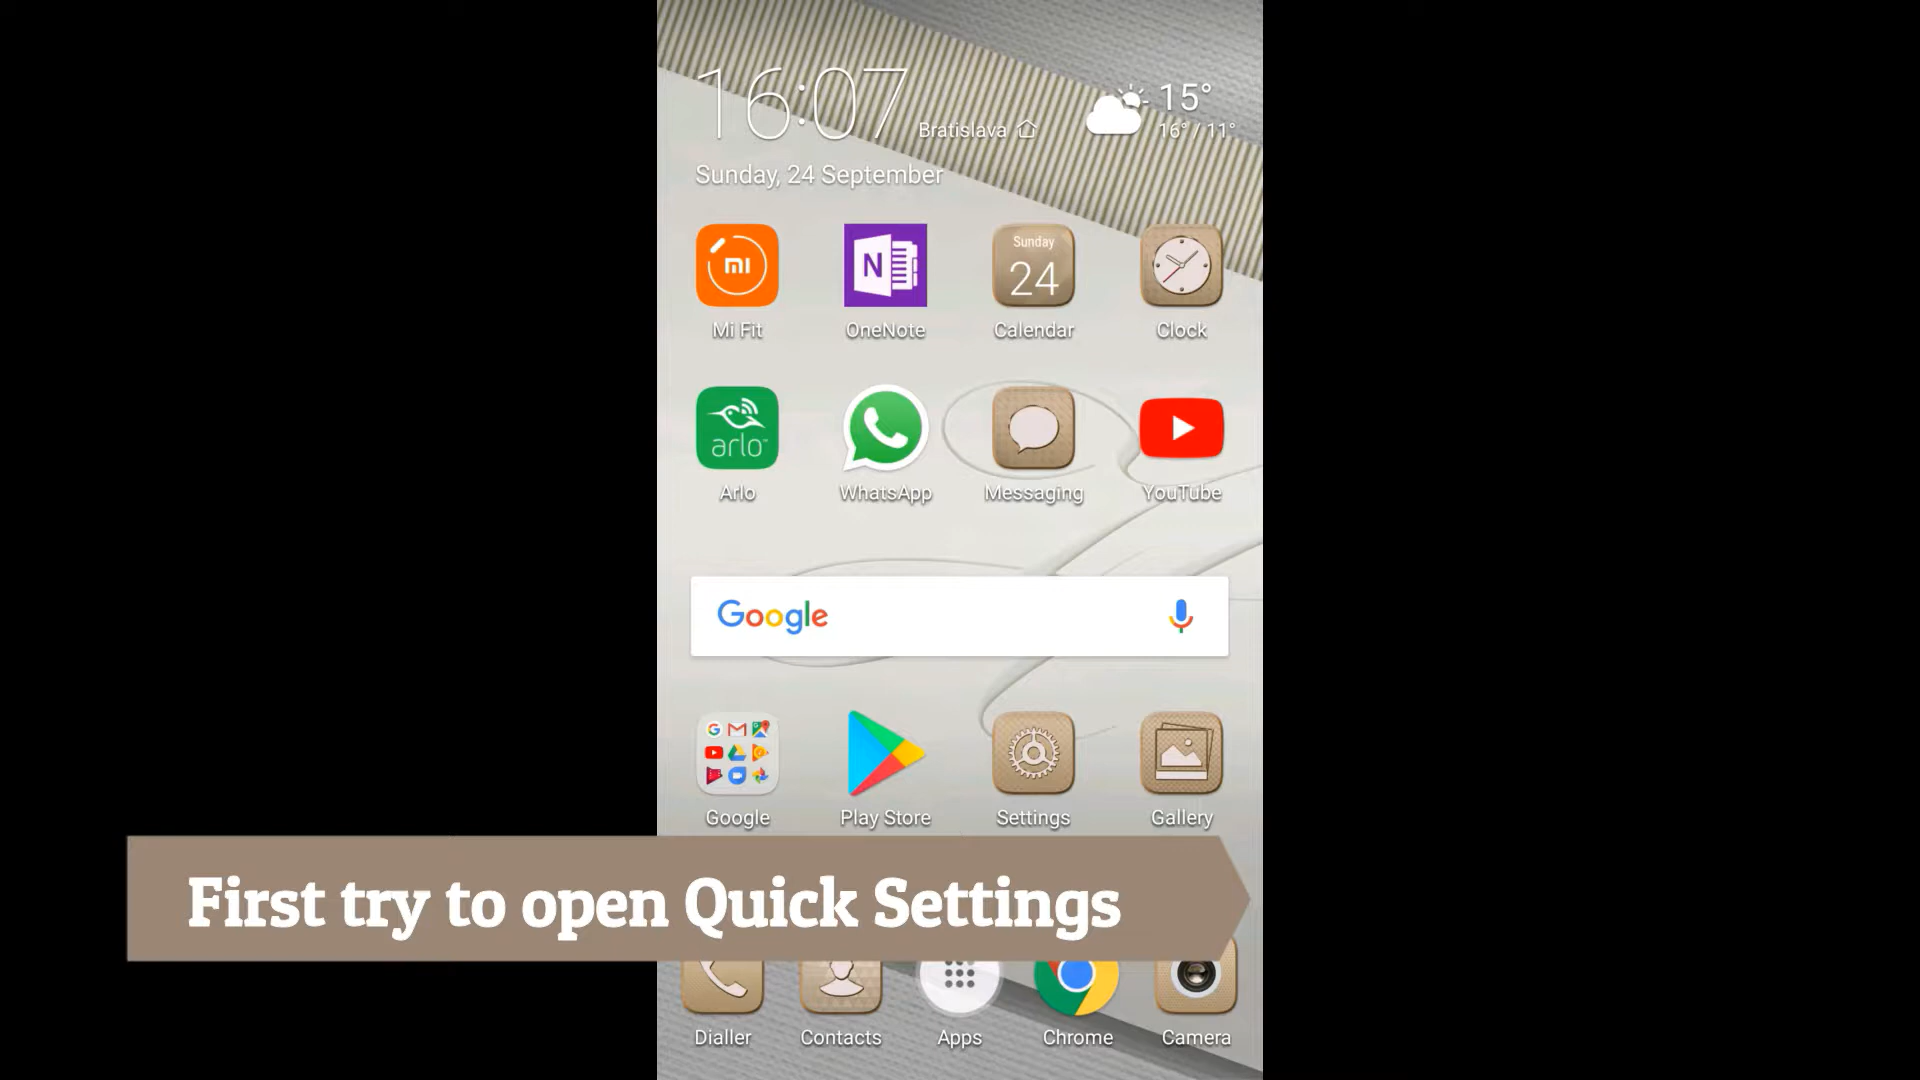 16:07
Bratislava
15°
16° / 11°
Sunday, 24 September
Sunday
24
MI
N
Mi Fit
OneNote
Calendar
Clock
arlo
Arlo
WhatsApp
Messaging
YouTube
Google
Google
Play Store
Settings
Gallery
First try to open Quick Settings
Dialler
Contacts
Apps
Chrome
Camera